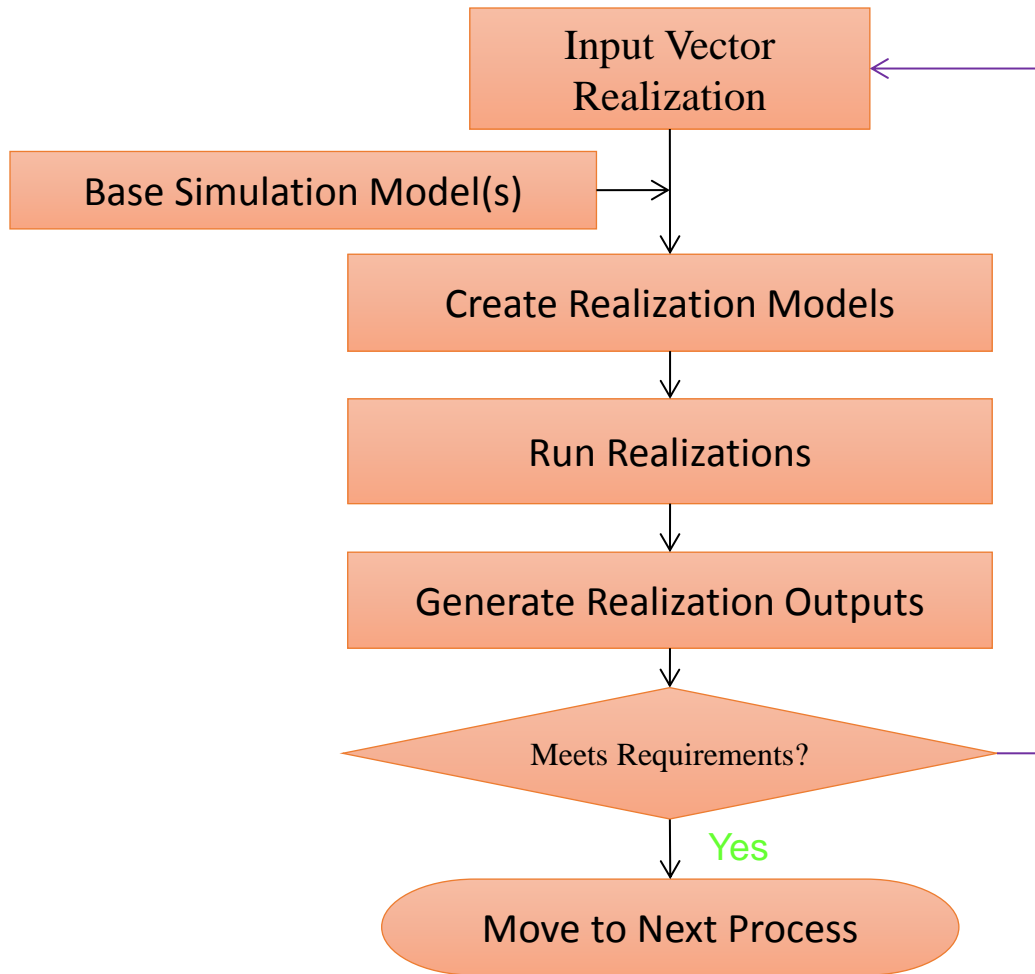 Input Vector
Realization
Base Simulation Model(s)
Create Realization Models
Run Realizations
Generate Realization Outputs
Meets Requirements?
Yes
Move to Next Process